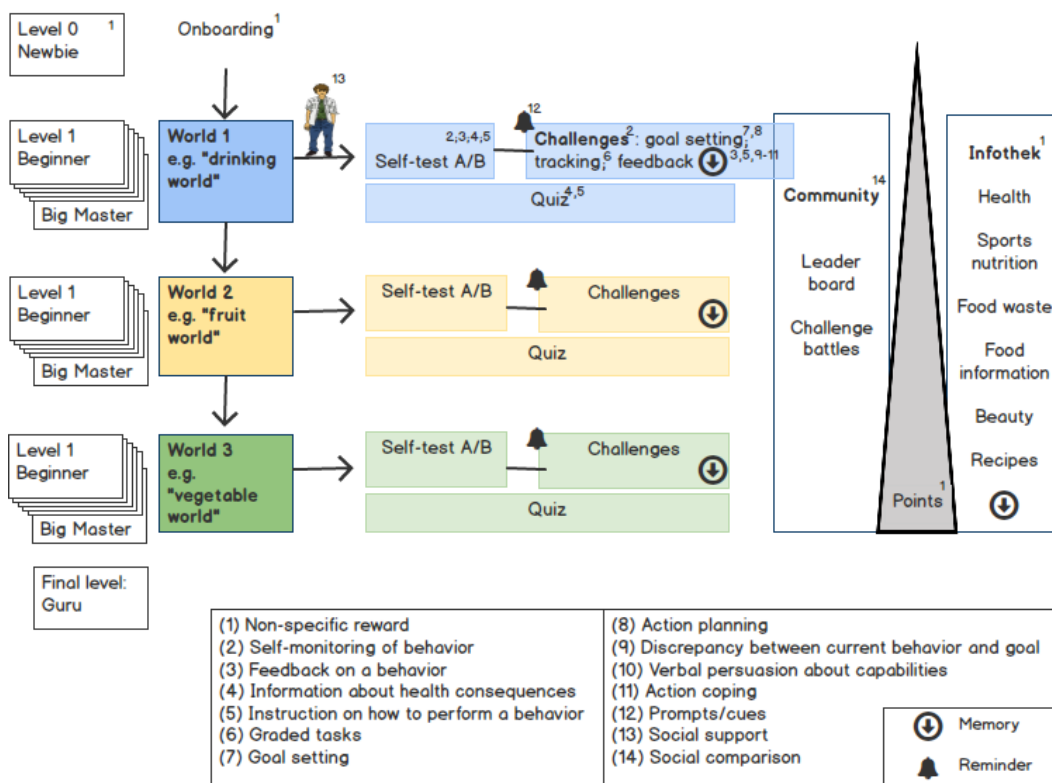 Level 0 1
Newbie
Onboarding1
13
Level 1
Beginner
Big Master
World 1
e.g. "drinking
world"
2;3;4;5
Self-test A/B
12
Challenges2: goal setting;7,8
tracking;6 feedback 3,5,9-11
Quiz4,5
Level 1
Beginner
Big Master
World 2
e.g. "fruit
world"
Self-test A/B
Challenges
Quiz
Level 1
Beginner
Big Master
World 3
e.g.
"vegetable
world"
Self-test A/B
Challenges
Quiz
Final level:
Guru
14
Community
Leader
board
Challenge
battles
Points1
Infothek1
Health
Sports
nutrition
Food waste
Food
information
Beauty
Recipes
(1) Non-specific reward
(2) Self-monitoring of behavior
(3) Feedback on a behavior
(4) Information about health consequences
(5) Instruction on how to perform a behavior
(6) Graded tasks
(7) Goal setting
(8) Action planning
(9) Discrepancy between current behavior and goal
(10) Verbal persuasion about capabilities
(11) Action coping
(12) Prompts/cues
(13) Social support
(14) Social comparison
Memory
Reminder